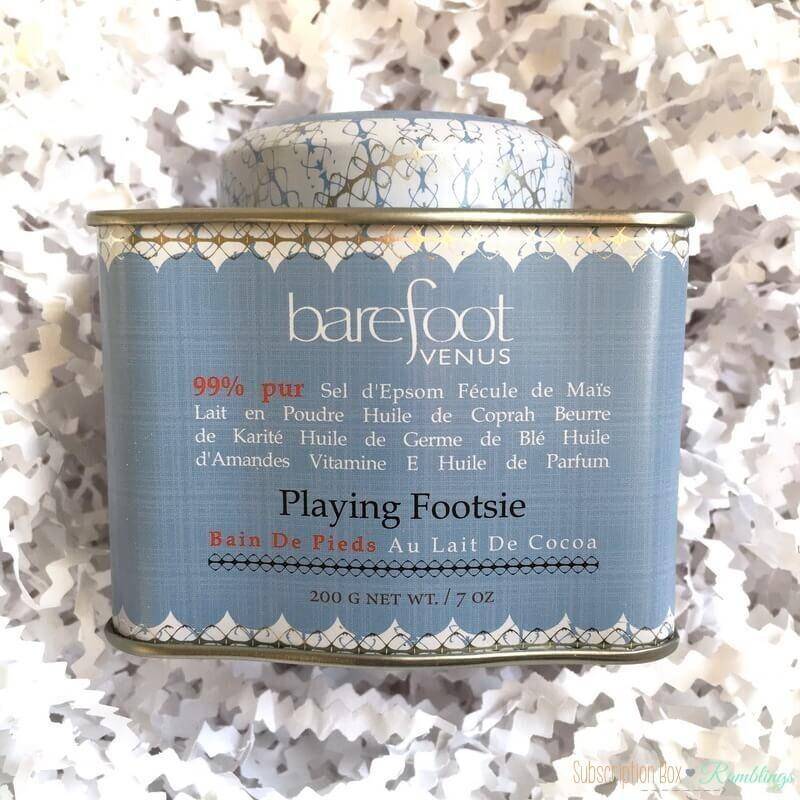 barefoot
VENUS
99% pur Sel d'Epsom Fécule de Maïs
Lait en Poudre Huile de Coprah Beurre
de Karité Huile de Germe de Blé Huile
d'Amandes Vitamine E Huile de Parfum
Playing Footsie
Bain De Pieds Au Lait De Cocoa
200 G NET WT. / 7 OZ
Subscription Box Ramblings